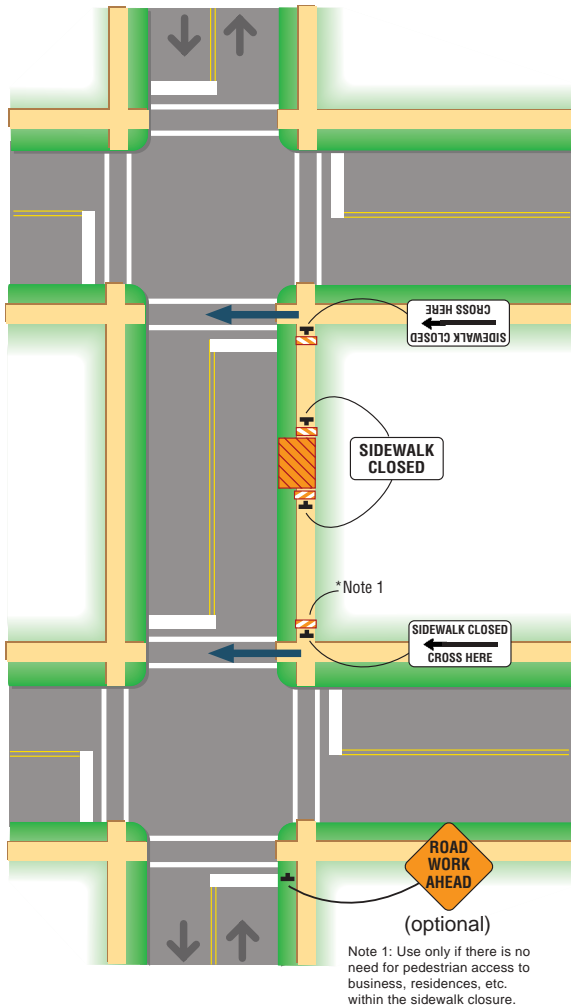 SIDEWALK CLOSED
CROSS HERE
SIDEWALK
CLOSED
*Note 1
SIDEWALK CLOSED
CROSS HERE
ROAD
WORK
AHEAD
(optional)
Note 1: Use only if there is no
need for pedestrian access to
business, residences, etc.
within the sidewalk closure.